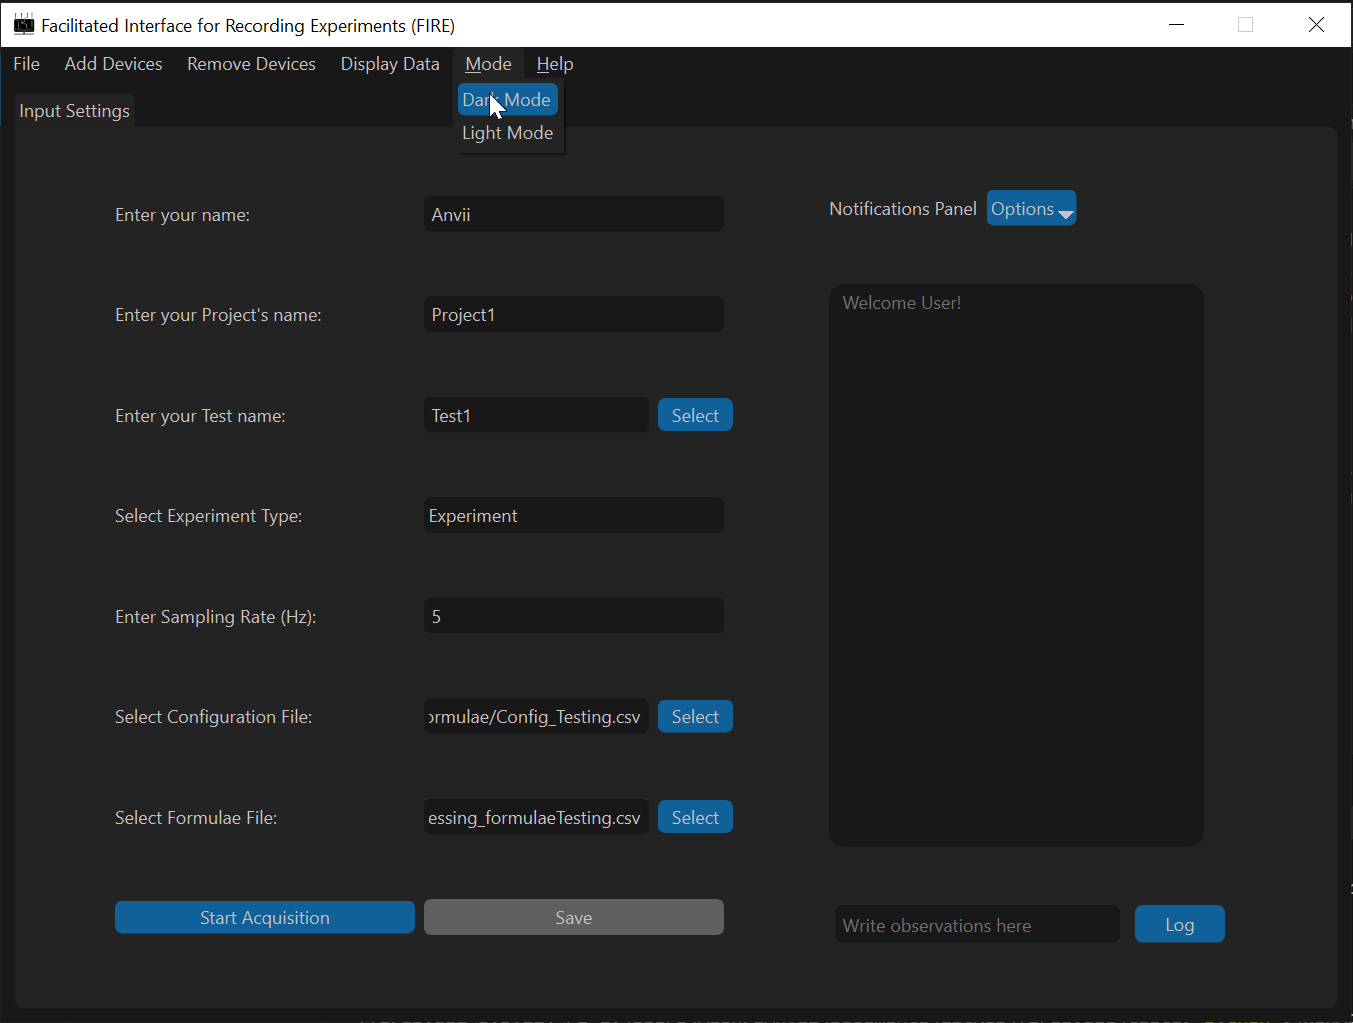 Facilitated Interface for Recording Experiments (FIRE)
File Add Devices Remove Devices Display Data Mode Help
Dark Mode
Light Mode
Input Settings
Enter your name: Anvii
Notifications Panel Options
Enter your Project's name: Project1
Welcome User!
Enter your Test name: Test1 Select
Select Experiment Type: Experiment
Enter Sampling Rate (Hz): 5
Select Configuration File: ormulae/Config_Testing.csv Select
Select Formulae File: essing_formulaeTesting.csv Select
Start Acquisition Save
Write observations here Log